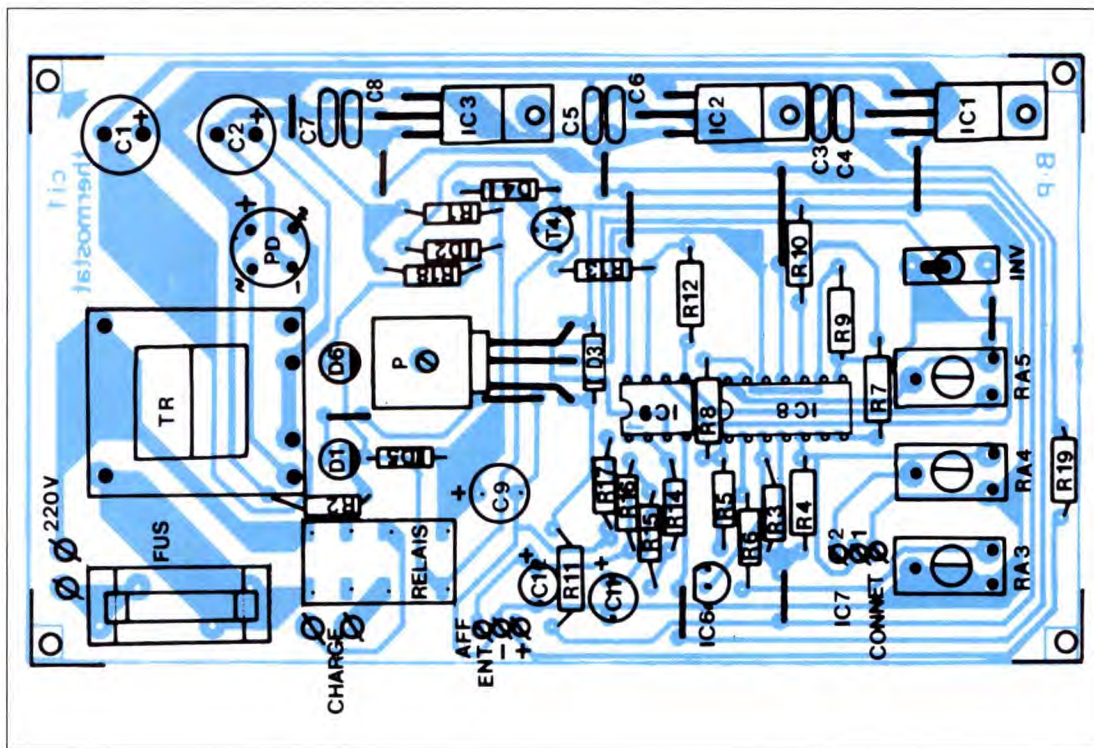 C1
+
C2
+
C7
C8
IC3
C5
C6
IC2
C3
C4
IC1
thermostat
ci1
B.P
+
PD
-
~
~
D4
R1
D2
R18
T4
R13
R12
R10
R9
INV
TR
D6
P
D3
IC8
R8
R7
RA5
D1
D5
R2
+
C9
R17
R16
R15
R14
R5
R6
R3
R4
RA4
R19
220V
FUS
RELAIS
CHARGE
AFF
ENT
-
+
+
R11
+
C11
IC6
IC7
2
1
CONNET
RA3